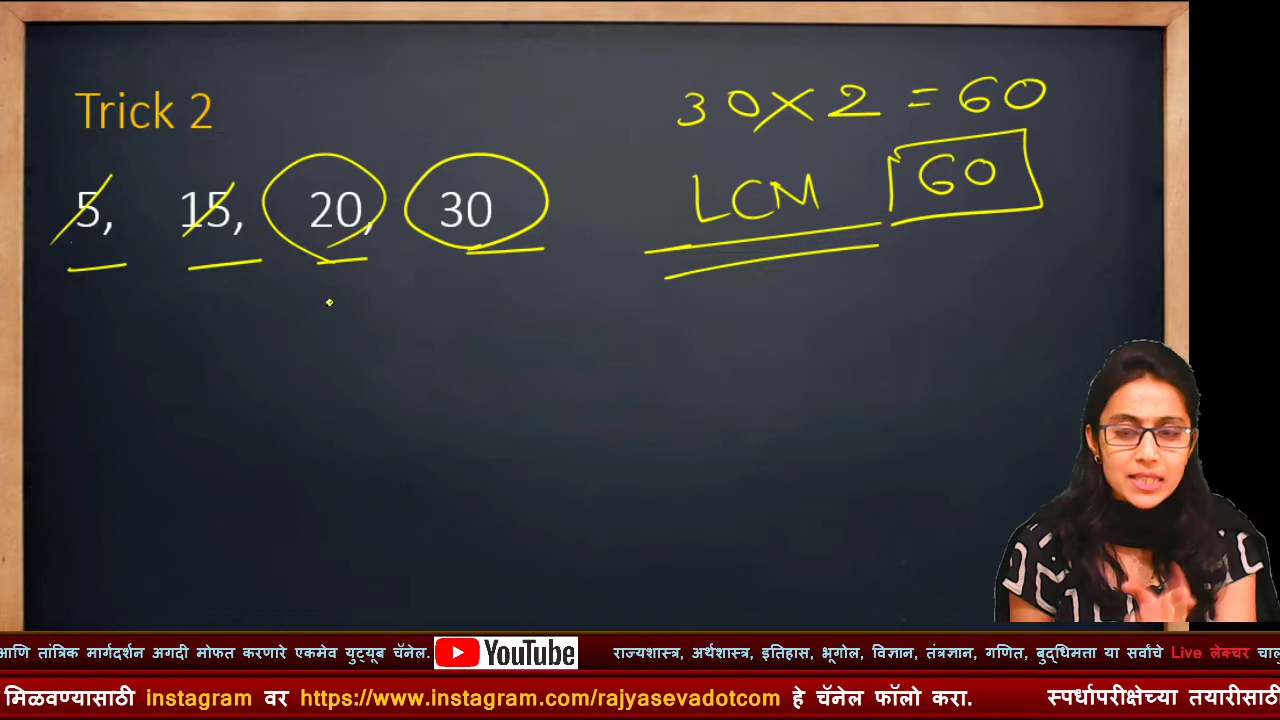 Trick 2
30 × 2 = 60
5, 15, 20, 30
LCM 60
आणि तांत्रिक मार्गदर्शन अगदी मोफत करणारे एकमेव युट्यूब चॅनेल. YouTube राज्यशास्त्र, अर्थशास्त्र, इतिहास, भूगोल, विज्ञान, तंत्रज्ञान, गणित, बुद्धिमत्ता या सर्वांचे Live लेक्चर चालु
मिळवण्यासाठी instagram वर https://www.instagram.com/rajyasevadotcom हे चॅनेल फॉलो करा. स्पर्धापरीक्षेच्या तयारीसाठी